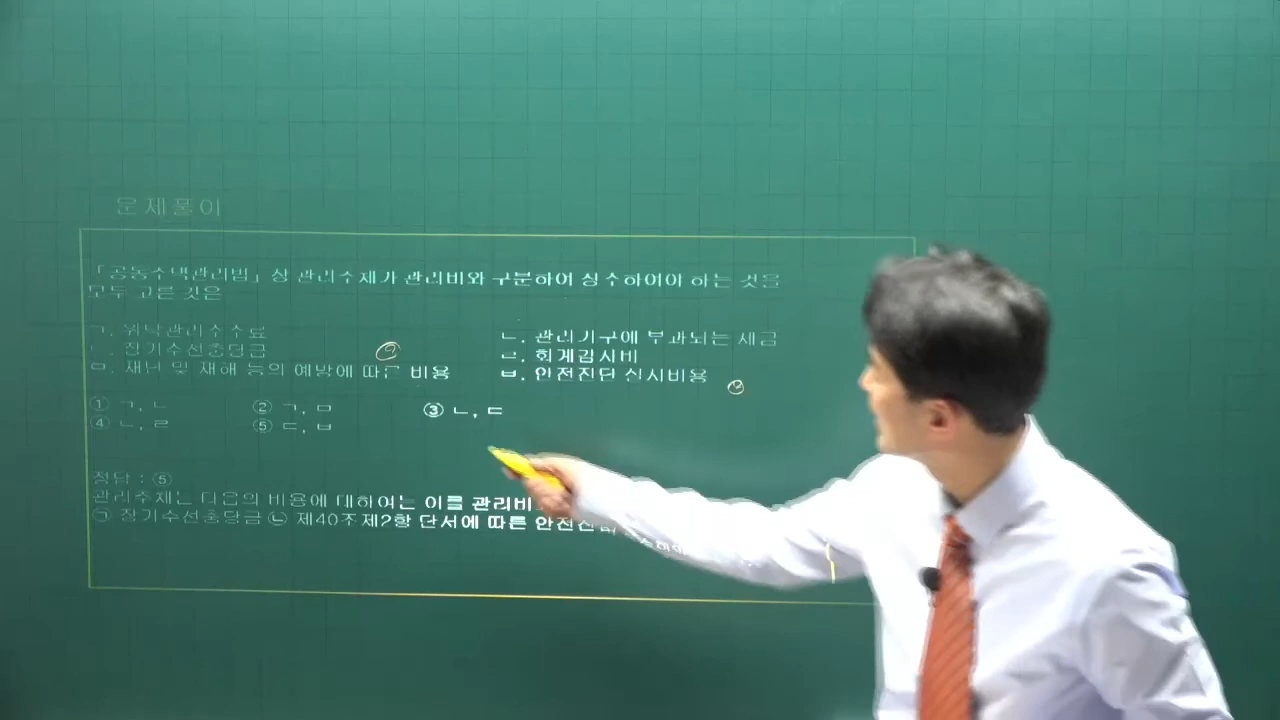 문제풀이
「공동주택관리법」상 관리주체가 관리비와 구분하여 징수하여야 하는 것을
모두 고른 것은
ㄱ. 위탁관리수수료 ㄴ. 관리기구에 부과되는 세금
ㄷ. 장기수선충당금 ㄹ. 회계감사비
ㅁ. 재난 및 재해 등의 예방에 따른 비용 ㅂ. 안전진단 실시비용
① ㄱ, ㄴ ② ㄱ, ㅁ ③ ㄴ, ㄷ
④ ㄴ, ㄹ ⑤ ㄷ, ㅂ
정답 : ⑤
관리주체는 다음의 비용에 대하여는 이를 관리비
㉠ 장기수선충당금 ㉡ 제40조제2항 단서에 따른 안전진단